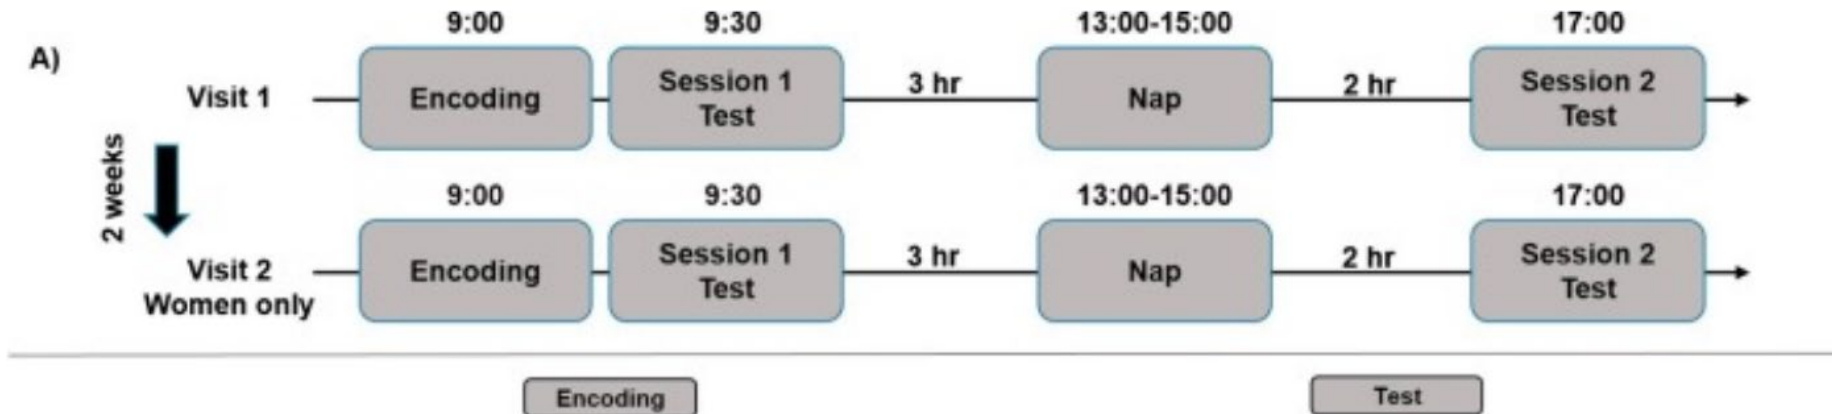 A)
9:00
9:30
13:00-15:00
17:00
Visit 1
Encoding
Session 1
Test
3 hr
Nap
2 hr
Session 2
Test
2 weeks
9:00
9:30
13:00-15:00
17:00
Visit 2
Women only
Encoding
Session 1
Test
3 hr
Nap
2 hr
Session 2
Test
Encoding
Test